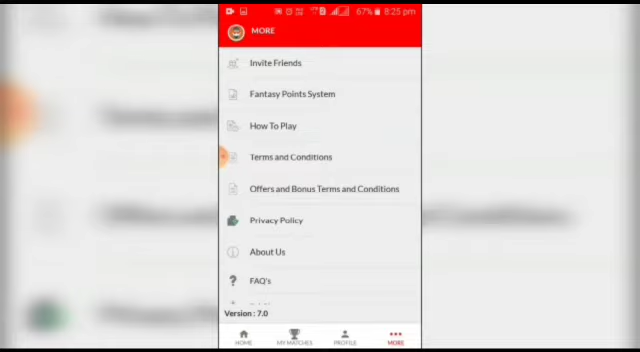 67% 8:25 pm
MORE
Invite Friends
Fantasy Points System
How To Play
Terms and Conditions
Offers and Bonus Terms and Conditions
Privacy Policy
About Us
FAQ's
Version : 7.0
HOME MY MATCHES PROFILE MORE